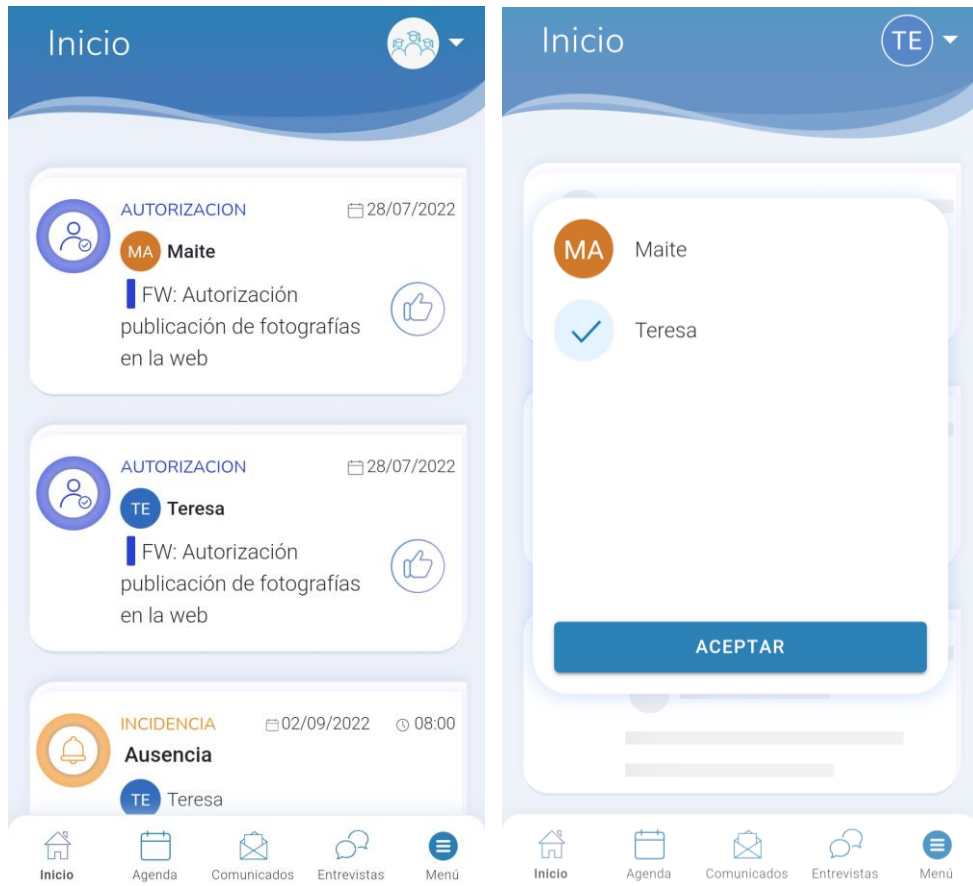 Inicio
AUTORIZACION 28/07/2022
MA Maite
FW: Autorización
publicación de fotografías
en la web
AUTORIZACION 28/07/2022
TE Teresa
FW: Autorización
publicación de fotografías
en la web
INCIDENCIA 02/09/2022 08:00
Ausencia
TE Teresa
Inicio Agenda Comunicados Entrevistas Menú
Inicio TE
MA Maite
Teresa
ACEPTAR
Inicio Agenda Comunicados Entrevistas Menú